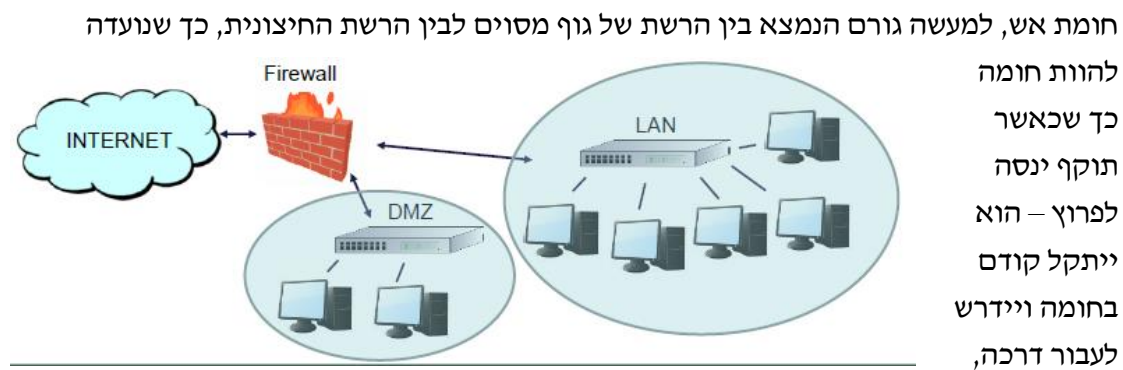 חומת אש, למעשה גורם הנמצא בין הרשת של גוף מסוים לבין הרשת החיצונית, כך שנועדה
להוות חומה
כך שכאשר
תוקף ינסה
לפרוץ – הוא
ייתקל קודם
בחומה ויידרש
לעבור דרכה,
Firewall
INTERNET
LAN
DMZ